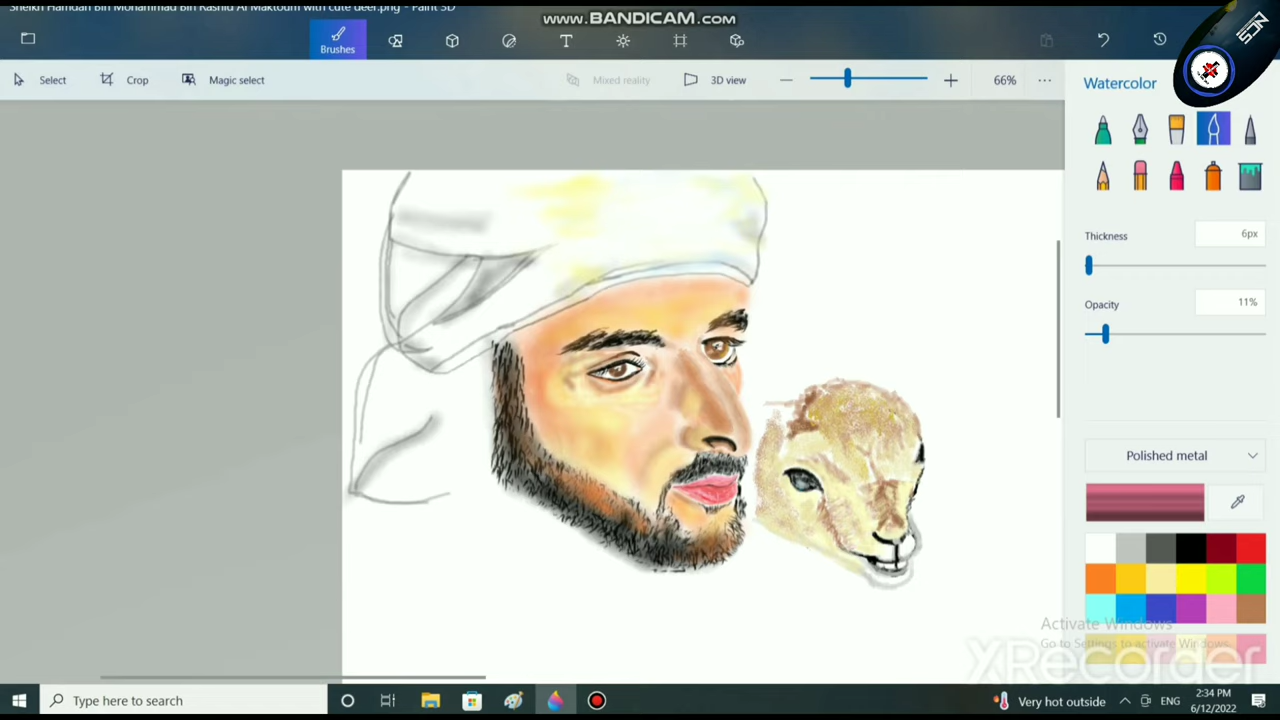 Sheikh Hamdan Bin Mohammad Bin Rashid Al Maktoum with cute deer.png - Paint 3D
www.BANDICAM.com
Brushes
Select
Crop
Magic select
Mixed reality
3D view
66%
Watercolor
Thickness
6px
Opacity
11%
Polished metal
Activate Windows
Go to Settings to activate Windows.
XRecorder
Type here to search
Very hot outside
ENG
2:34 PM
6/12/2022